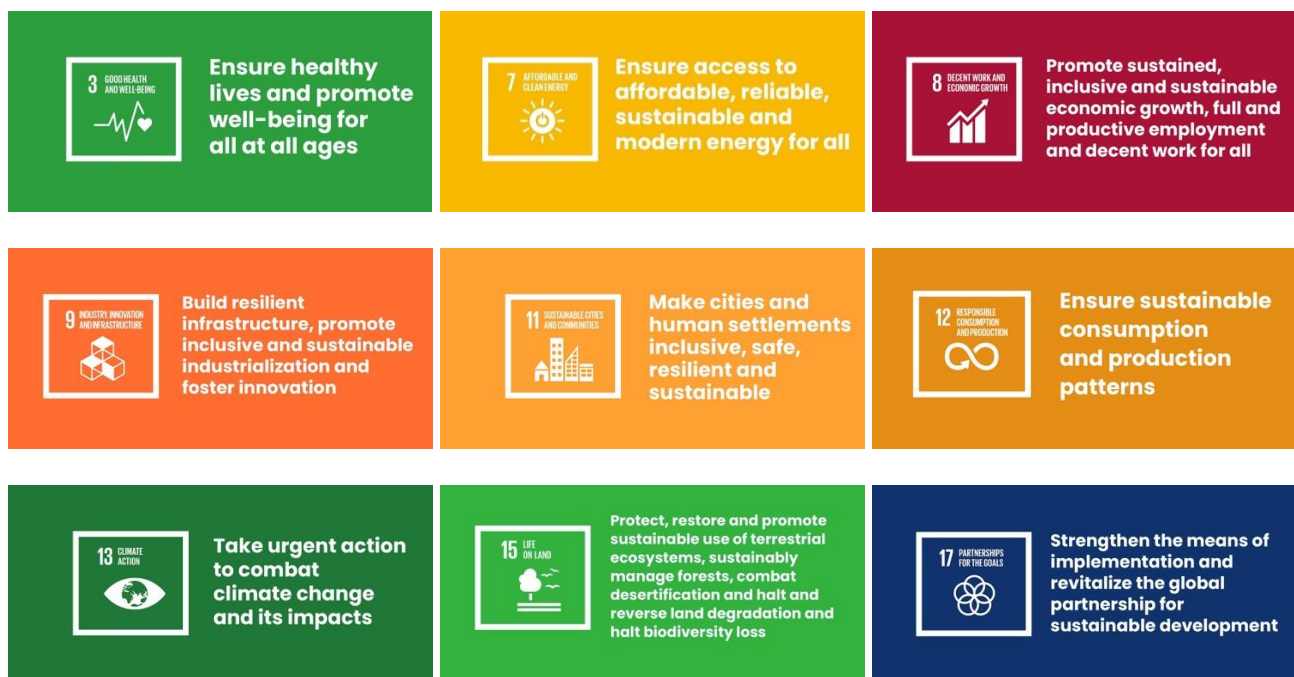 3 GOOD HEALTH
AND WELL-BEING
Ensure healthy
lives and promote
well-being for
all at all ages
7 AFFORDABLE AND
CLEAN ENERGY
Ensure access to
affordable, reliable,
sustainable and
modern energy for all
8 DECENT WORK AND
ECONOMIC GROWTH
Promote sustained,
inclusive and sustainable
economic growth, full and
productive employment
and decent work for all
9 INDUSTRY, INNOVATION
AND INFRASTRUCTURE
Build resilient
infrastructure, promote
inclusive and sustainable
industrialization and
foster innovation
11 SUSTAINABLE CITIES
AND COMMUNITIES
Make cities and
human settlements
inclusive, safe,
resilient and
sustainable
12 RESPONSIBLE
CONSUMPTION
AND PRODUCTION
Ensure sustainable
consumption
and production
patterns
13 CLIMATE
ACTION
Take urgent action
to combat
climate change
and its impacts
15 LIFE
ON LAND
Protect, restore and promote
sustainable use of terrestrial
ecosystems, sustainably
manage forests, combat
desertification and halt and
reverse land degradation and
halt biodiversity loss
17 PARTNERSHIPS
FOR THE GOALS
Strengthen the means of
implementation and
revitalize the global
partnership for
sustainable development